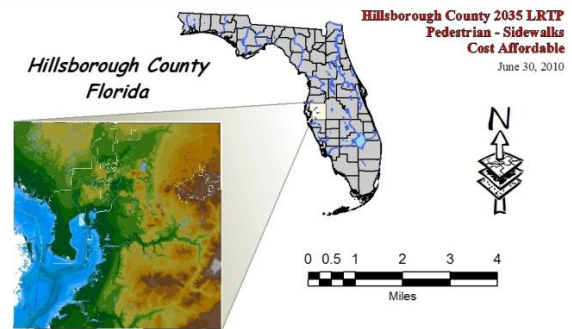 Hillsborough County 2035 LRTP
Pedestrian - Sidewalks
Cost Affordable
June 30, 2010
Hillsborough County
Florida
N
0 0.5 1 2 3 4
Miles